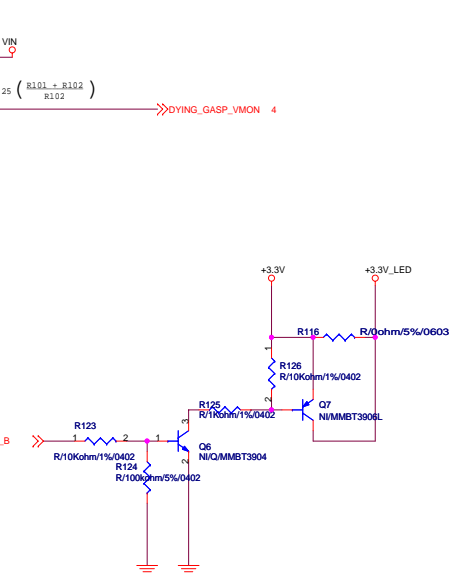 VIN
25 ( R101 + R102
R102 )
DYING_GASP_VMON 4
+3.3V
+3.3V_LED
R116
R/0ohm/5%/0603
1
R126
R/10Kohm/1%/0402
2
R125
R/1Kohm/1%/0402
Q7
NI/MMBT3906L
3
R123
_B
1
2
1
Q6
NI/Q/MMBT3904
R/10Kohm/1%/0402
2
R124
R/100kohm/5%/0402